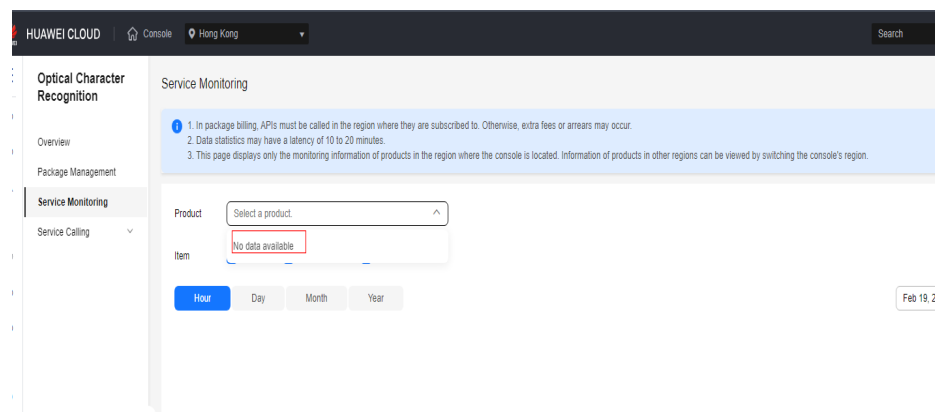 HUAWEI CLOUD Console Hong Kong Search
Optical Character
Recognition
Overview
Package Management
Service Monitoring
Service Calling
Service Monitoring
1. In package billing, APIs must be called in the region where they are subscribed to. Otherwise, extra fees or arrears may occur.
2. Data statistics may have a latency of 10 to 20 minutes.
3. This page displays only the monitoring information of products in the region where the console is located. Information of products in other regions can be viewed by switching the console's region.
Product Select a product.
No data available
Item
Hour Day Month Year Feb 19, 2